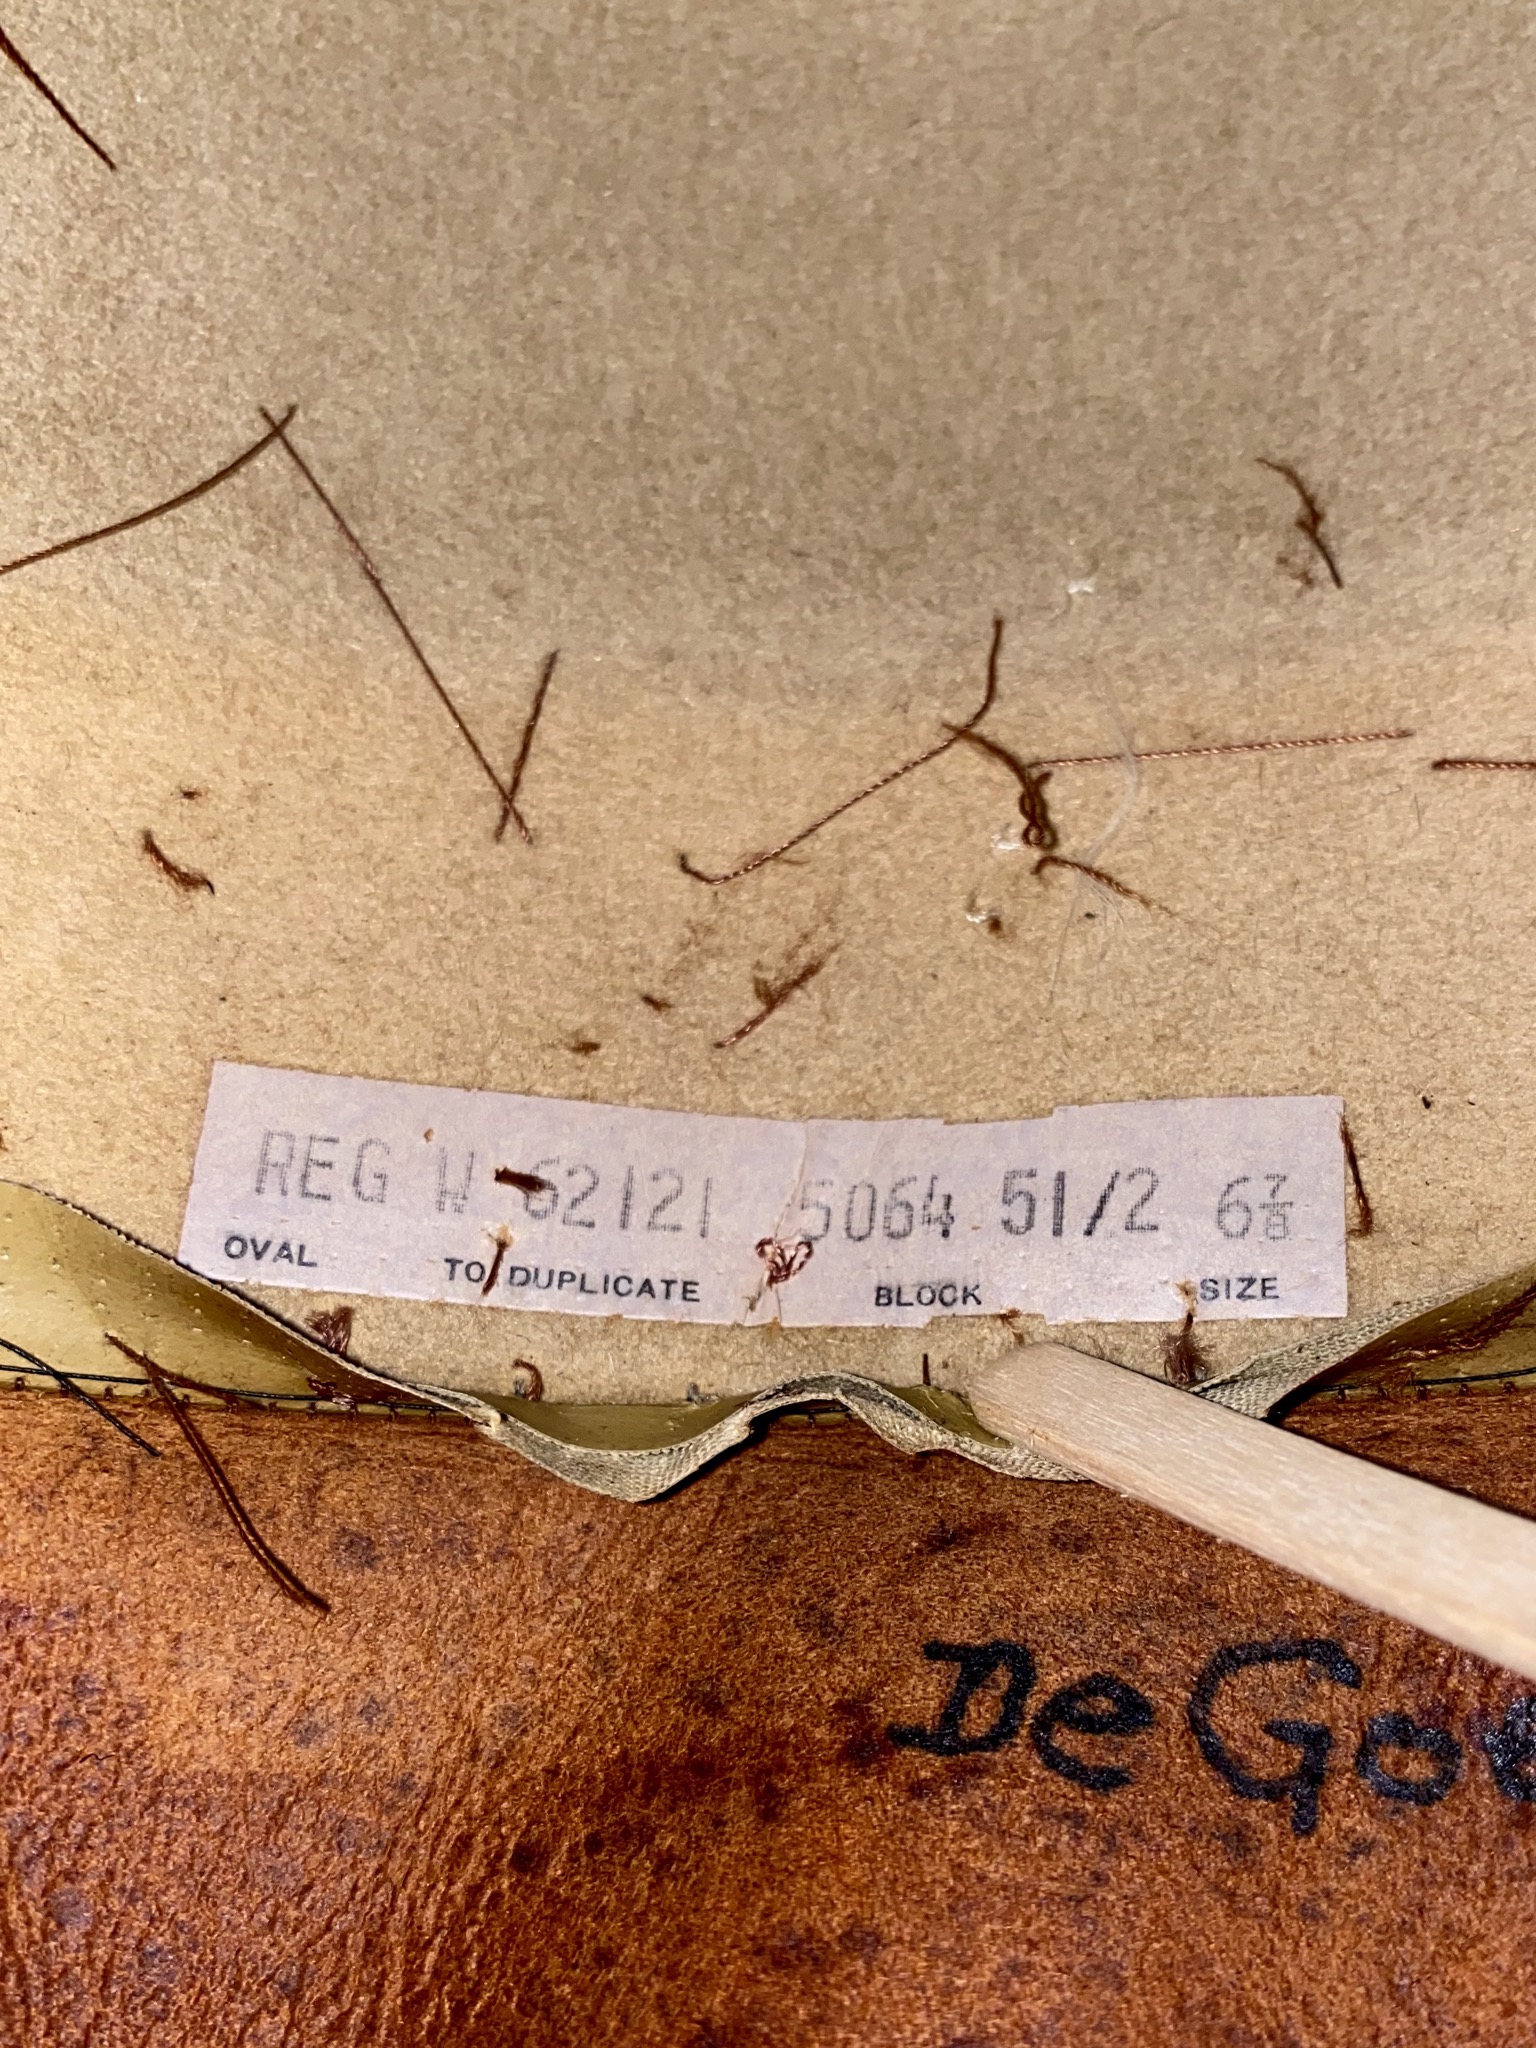 REG W 62121 5064 51/2 6⅞
OVAL TO DUPLICATE BLOCK SIZE
De Go